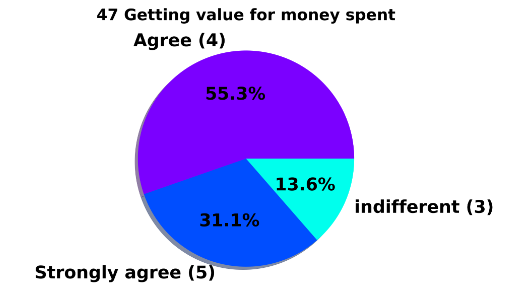 47 Getting value for money spent
Agree (4)
55.3%
13.6%
indifferent (3)
31.1%
Strongly agree (5)